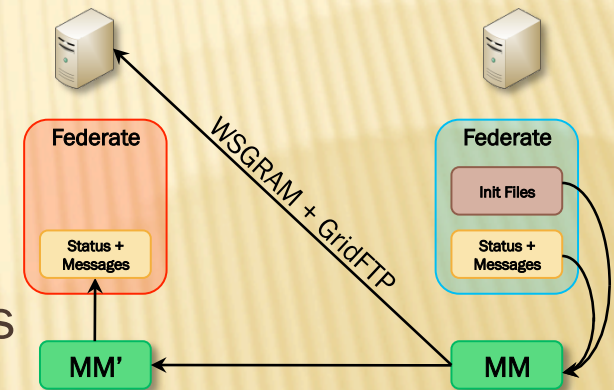 Federate
Federate
WSGRAM + GridFTP
Init Files
Status +
Messages
Status +
Messages
s
MM’
MM